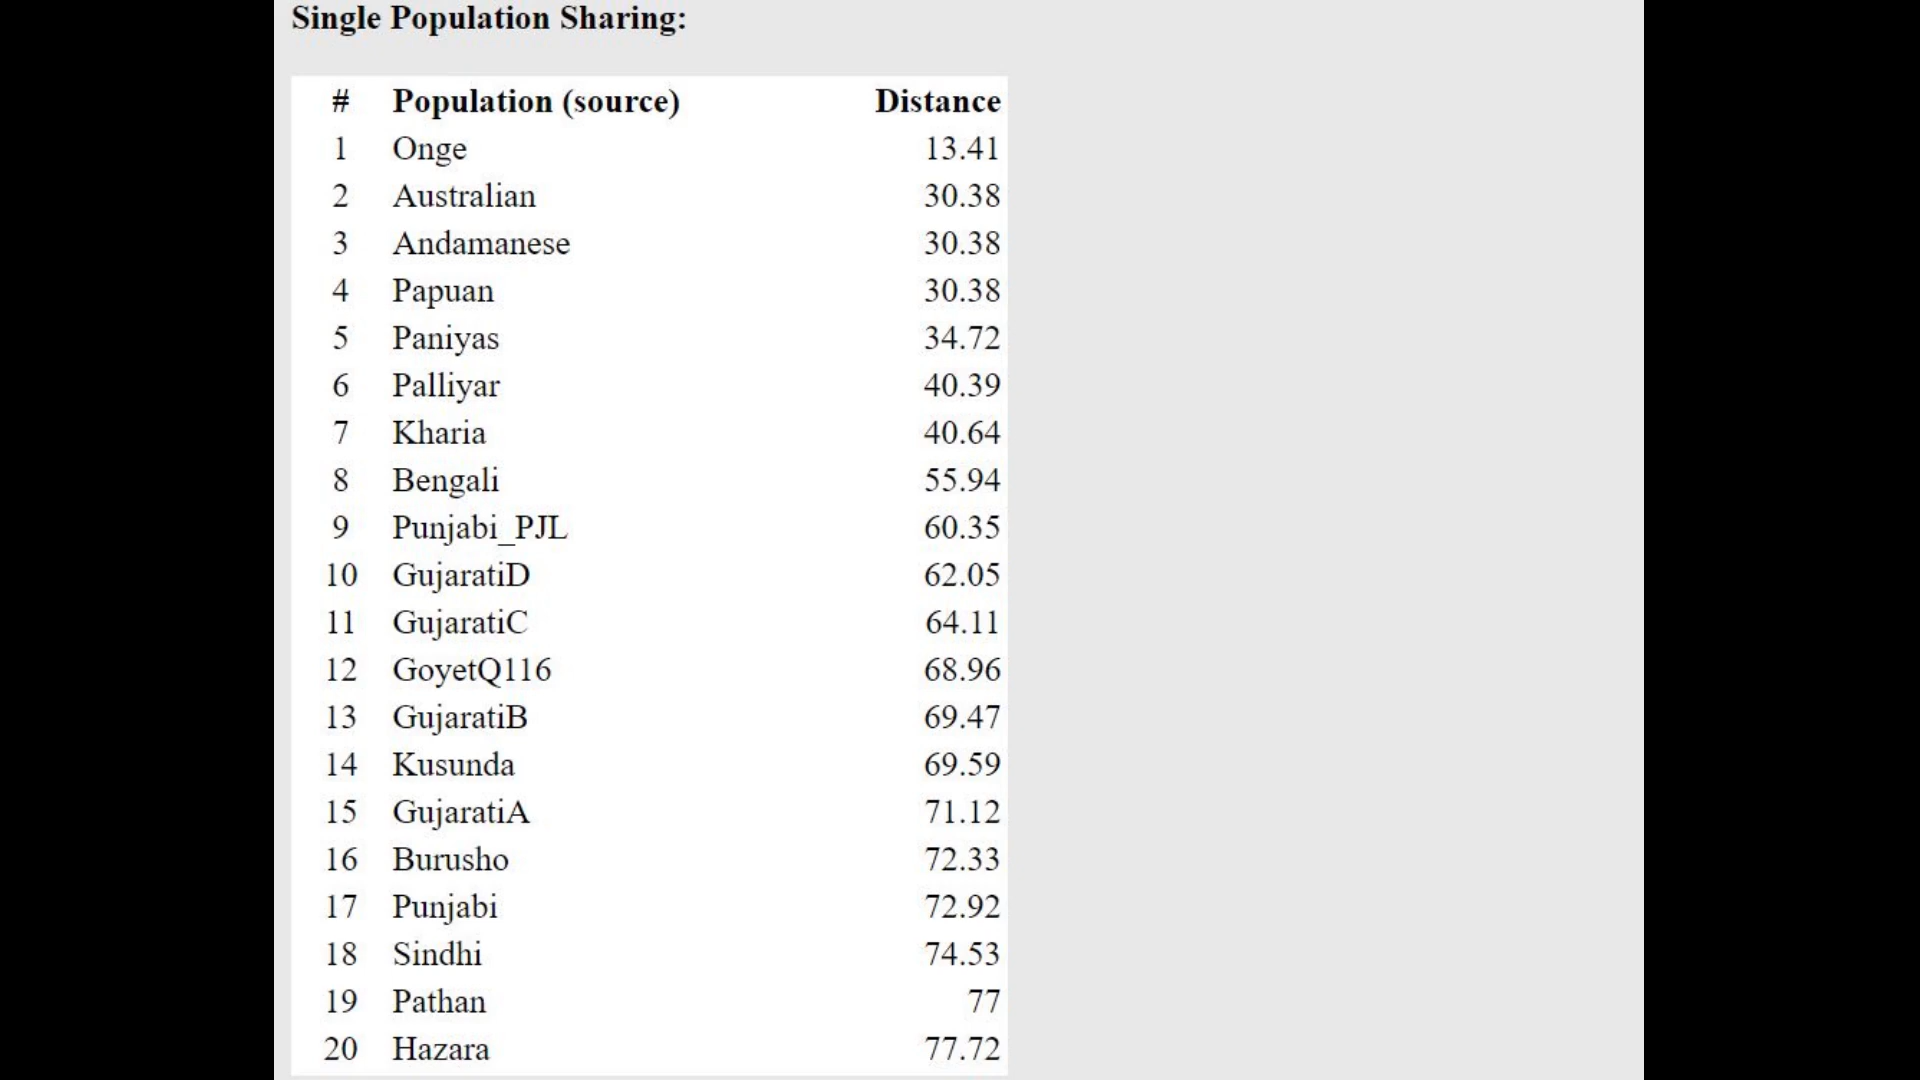 Single Population Sharing:
# Population (source) Distance
1 Onge 13.41
2 Australian 30.38
3 Andamanese 30.38
4 Papuan 30.38
5 Paniyas 34.72
6 Palliyar 40.39
7 Kharia 40.64
8 Bengali 55.94
9 Punjabi_PJL 60.35
10 GujaratiD 62.05
11 GujaratiC 64.11
12 GoyetQ116 68.96
13 GujaratiB 69.47
14 Kusunda 69.59
15 GujaratiA 71.12
16 Burusho 72.33
17 Punjabi 72.92
18 Sindhi 74.53
19 Pathan 77
20 Hazara 77.72